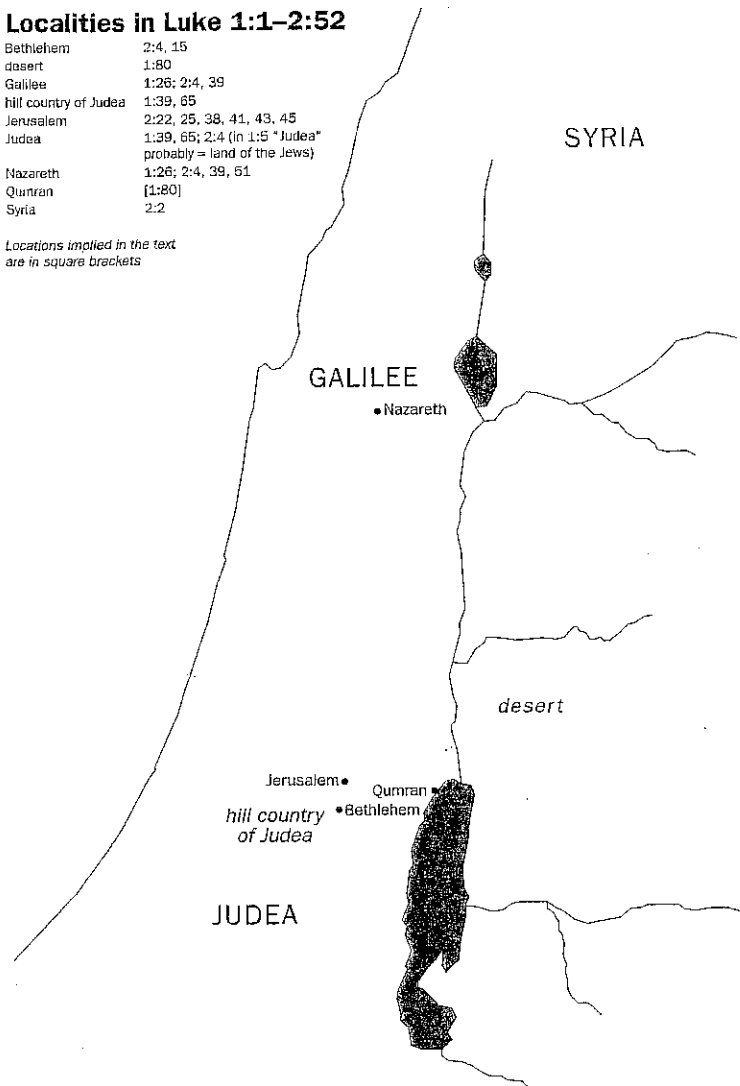 Localities in Luke 1:1–2:52
Bethlehem 2:4, 15
desert 1:80
Galilee 1:26; 2:4, 39
hill country of Judea 1:39, 65
Jerusalem 2:22, 25, 38, 41, 43, 45
Judea 1:39, 65; 2:4 (in 1:5 "Judea"
probably = land of the Jews)
Nazareth 1:26; 2:4, 39, 51
Qumran [1:80]
Syria 2:2
Locations implied in the text
are in square brackets
SYRIA
GALILEE
Nazareth
desert
Jerusalem
Qumran
Bethlehem
hill country
of Judea
JUDEA